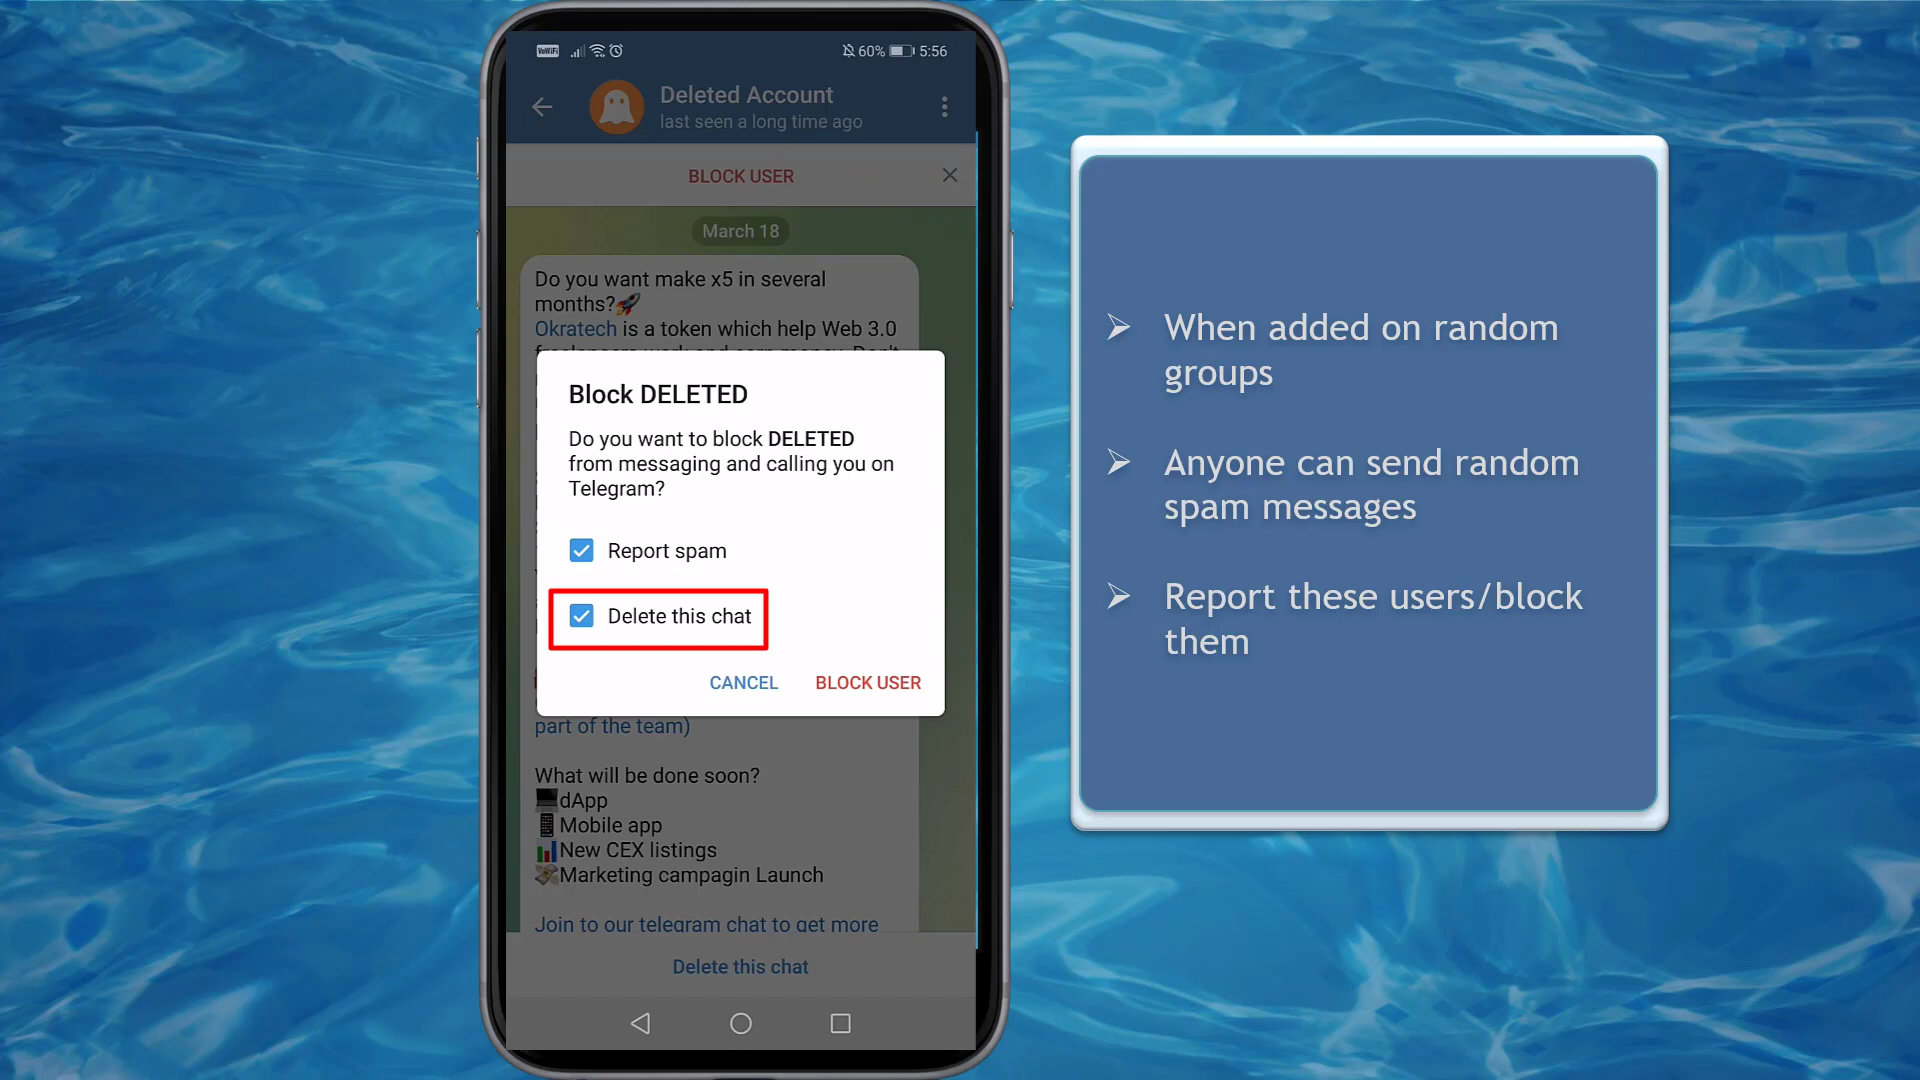 VoWiFi
60%
5:56
Deleted Account
last seen a long time ago
BLOCK USER
March 18
Do you want make x5 in several
months?🚀
Okratech is a token which help Web 3.0
Block DELETED
Do you want to block DELETED
from messaging and calling you on
Telegram?
Report spam
Delete this chat
CANCEL
BLOCK USER
part of the team)
What will be done soon?
💻dApp
📱Mobile app
📊New CEX listings
💸Marketing campagin Launch
Join to our telegram chat to get more
Delete this chat
➢ When added on random
groups
➢ Anyone can send random
spam messages
➢ Report these users/block
them